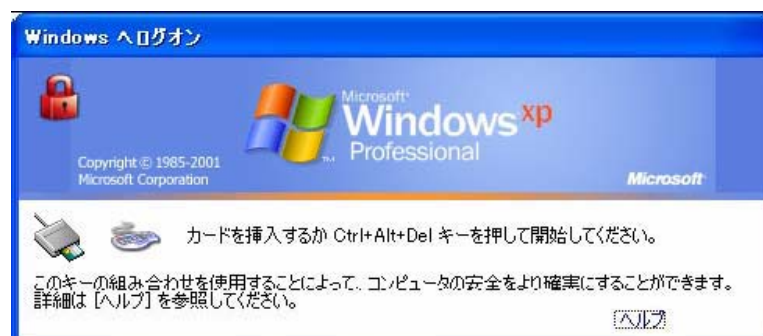 Windows へログオン
Microsoft
Windows xp
Professional
Copyright © 1985-2001
Microsoft Corporation
Microsoft
カードを挿入するか Ctrl+Alt+Del キーを押して開始してください。
このキーの組み合わせを使用することによって、コンピュータの安全をより確実にすることができます。
詳細は [ヘルプ] を参照してください。
ヘルプ